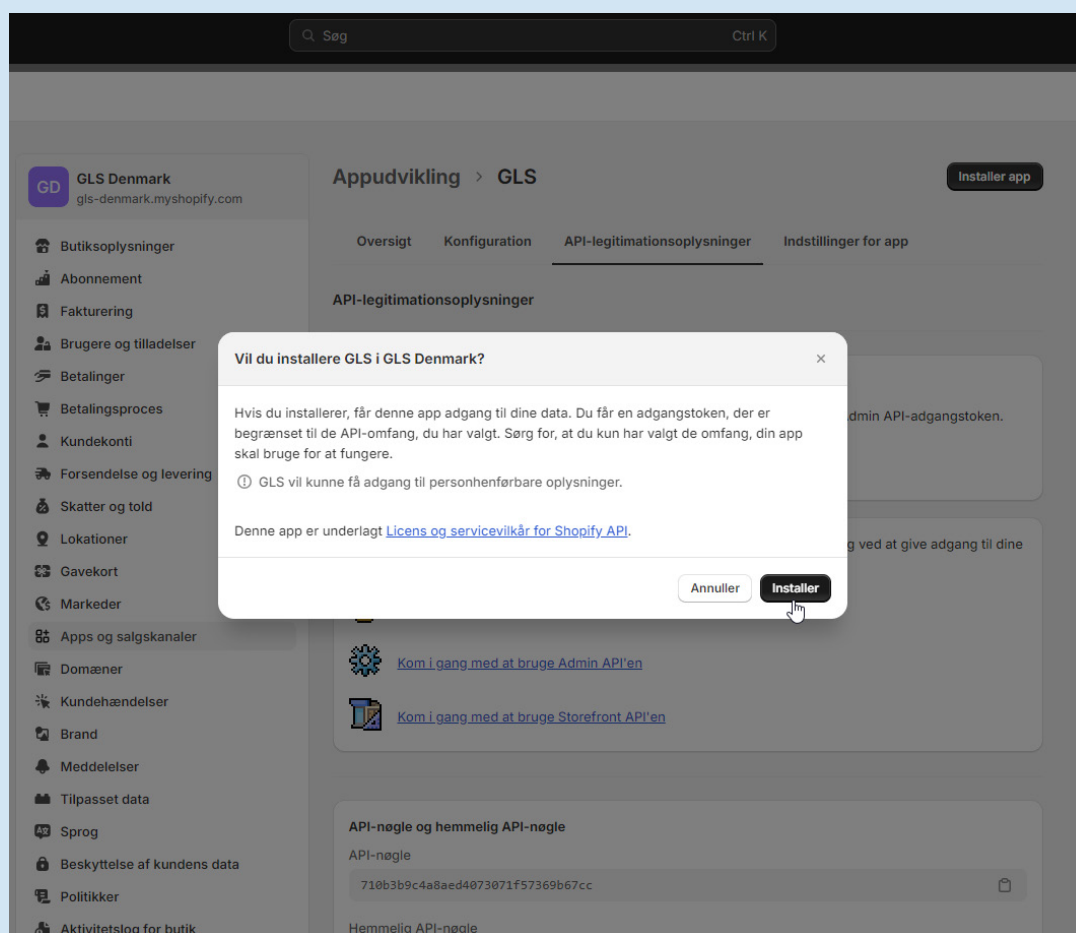 Søg
Ctrl K
GD
GLS Denmark
gls-denmark.myshopify.com
Butiksoplysninger
Abonnement
Fakturering
Brugere og tilladelser
Betalinger
Betalingsproces
Kundekonti
Forsendelse og levering
Skatter og told
Lokationer
Gavekort
Markeder
Apps og salgskanaler
Domæner
Kundehændelser
Brand
Meddelelser
Tilpasset data
Sprog
Beskyttelse af kundens data
Politikker
Aktivitetslog for butik
Appudvikling › GLS
Installer app
Oversigt
Konfiguration
API-legitimationsoplysninger
Indstillinger for app
API-legitimationsoplysninger
dmin API-adgangstoken.
g ved at give adgang til dine
Vil du installere GLS i GLS Denmark?
Hvis du installerer, får denne app adgang til dine data. Du får en adgangstoken, der er
begrænset til de API-omfang, du har valgt. Sørg for, at du kun har valgt de omfang, din app
skal bruge for at fungere.
GLS vil kunne få adgang til personhenførbare oplysninger.
Denne app er underlagt Licens og servicevilkår for Shopify API.
Annuller
Installer
Kom i gang med at bruge Admin API'en
Kom i gang med at bruge Storefront API'en
API-nøgle og hemmelig API-nøgle
API-nøgle
710b3b9c4a8aed4073071f57369b67cc
Hemmelig API-nøgle